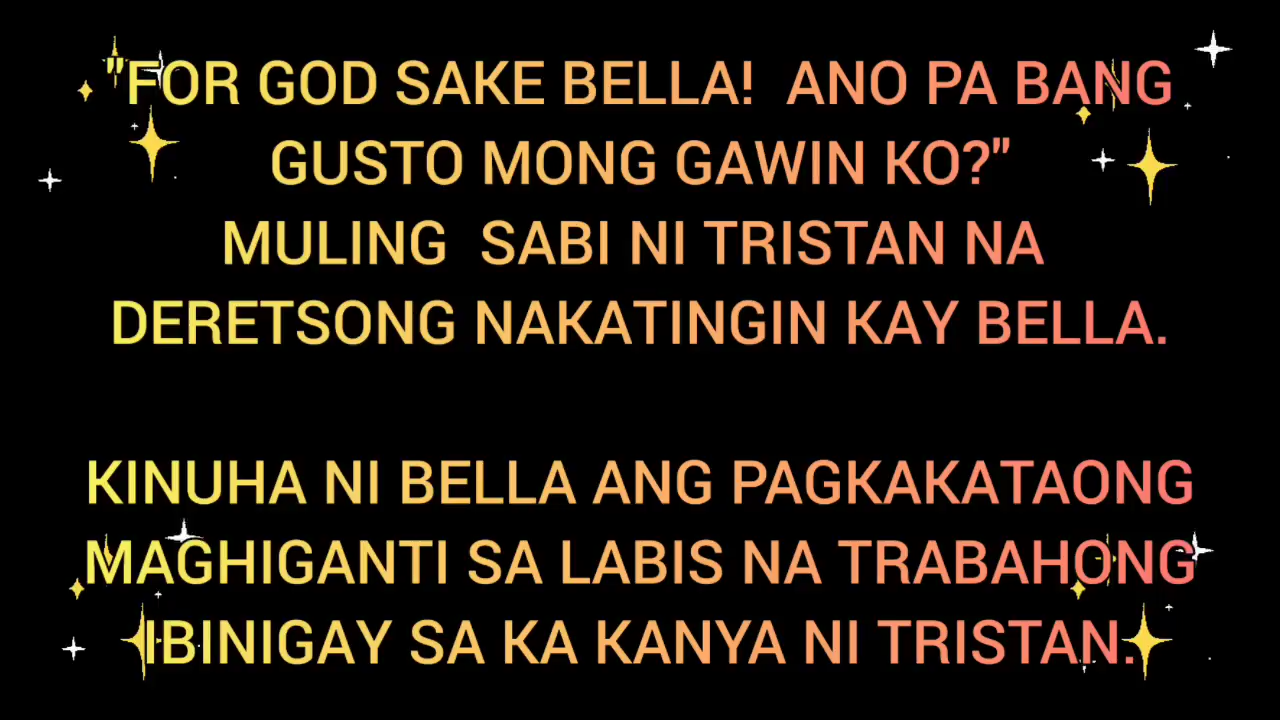 "FOR GOD SAKE BELLA!  ANO PA BANG
GUSTO MONG GAWIN KO?"
MULING  SABI NI TRISTAN NA
DERETSONG NAKATINGIN KAY BELLA.
KINUHA NI BELLA ANG PAGKAKATAONG
MAGHIGANTI SA LABIS NA TRABAHONG
IBINIGAY SA KA KANYA NI TRISTAN.